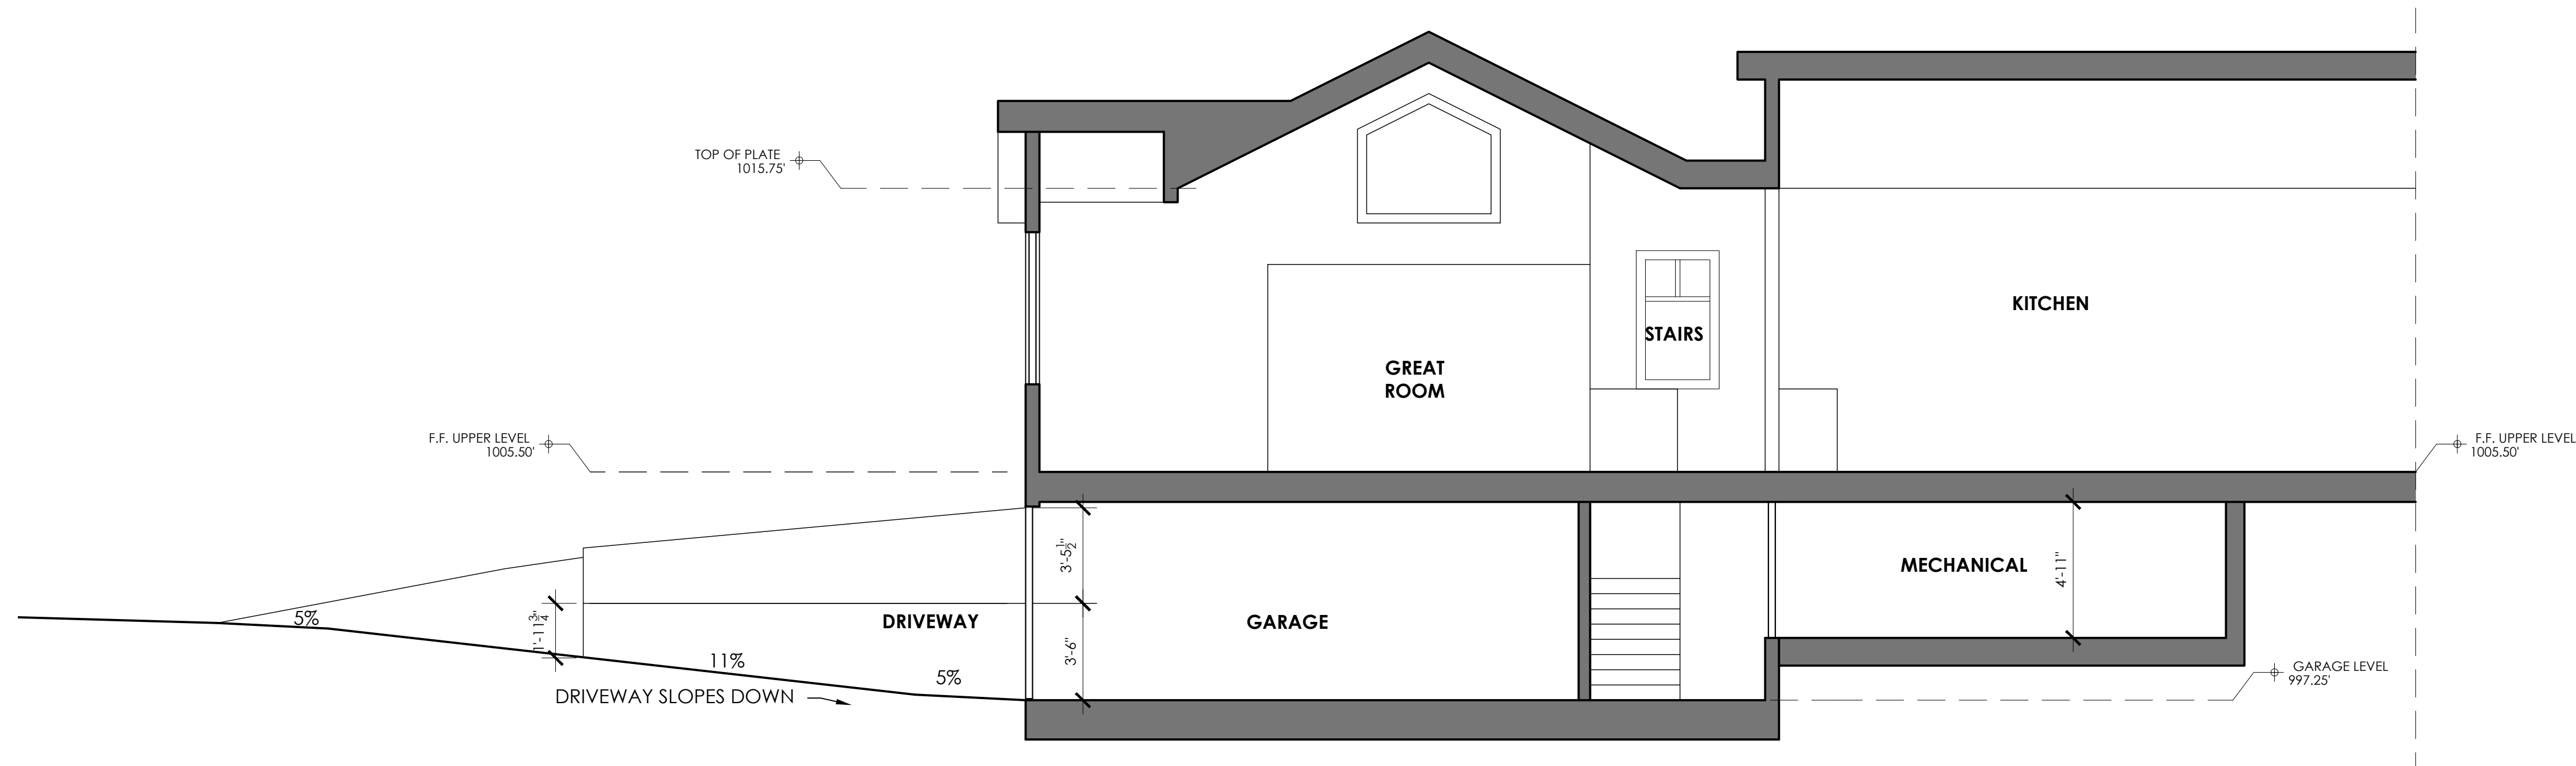 TOP OF PLATE
1015.75'
KITCHEN
STAIRS
GREAT
ROOM
F.F. UPPER LEVEL
1005.50'
F.F. UPPER LEVEL
1005.50'
3'-5½"
4'-11"
MECHANICAL
5%
1'-11¾"
DRIVEWAY
GARAGE
3'-6"
11%
5%
GARAGE LEVEL
997.25'
DRIVEWAY SLOPES DOWN